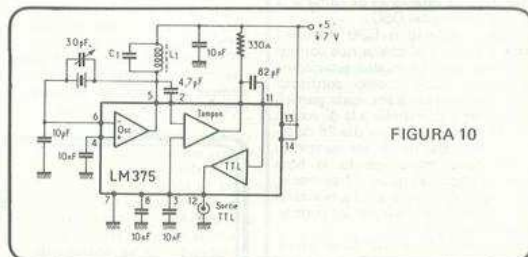 +5
+7 V
30pF
C1
L1
10nF
330Ω
82pF
4,7pF
5
2
11
13
14
6
4
Osc
Tampon
TTL
10pF
10nF
LM375
7
8
3
12
Sortie
TTL
10nF
10nF
FIGURA 10